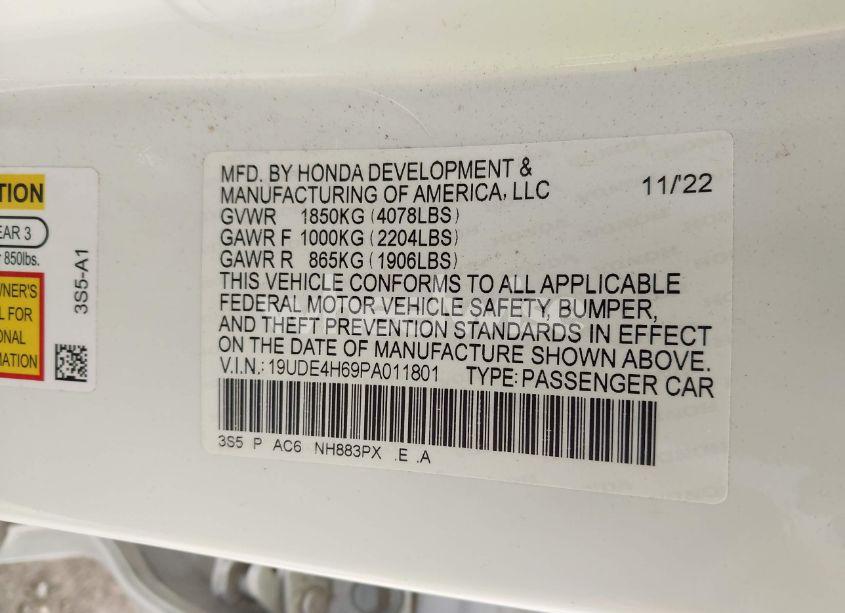 TION
EAR 3
r 850lbs.
WNER'S
L FOR
ONAL
MATION
3S5-A1
MFD. BY HONDA DEVELOPMENT &
MANUFACTURING OF AMERICA, LLC 11/'22
GVWR 1850KG (4078LBS)
GAWR F 1000KG (2204LBS)
GAWR R 865KG (1906LBS)
THIS VEHICLE CONFORMS TO ALL APPLICABLE
FEDERAL MOTOR VEHICLE SAFETY, BUMPER,
AND THEFT PREVENTION STANDARDS IN EFFECT
ON THE DATE OF MANUFACTURE SHOWN ABOVE.
V.I.N.: 19UDE4H69PA011801 TYPE: PASSENGER CAR
3S5 P AC6 NH883PX .E .A